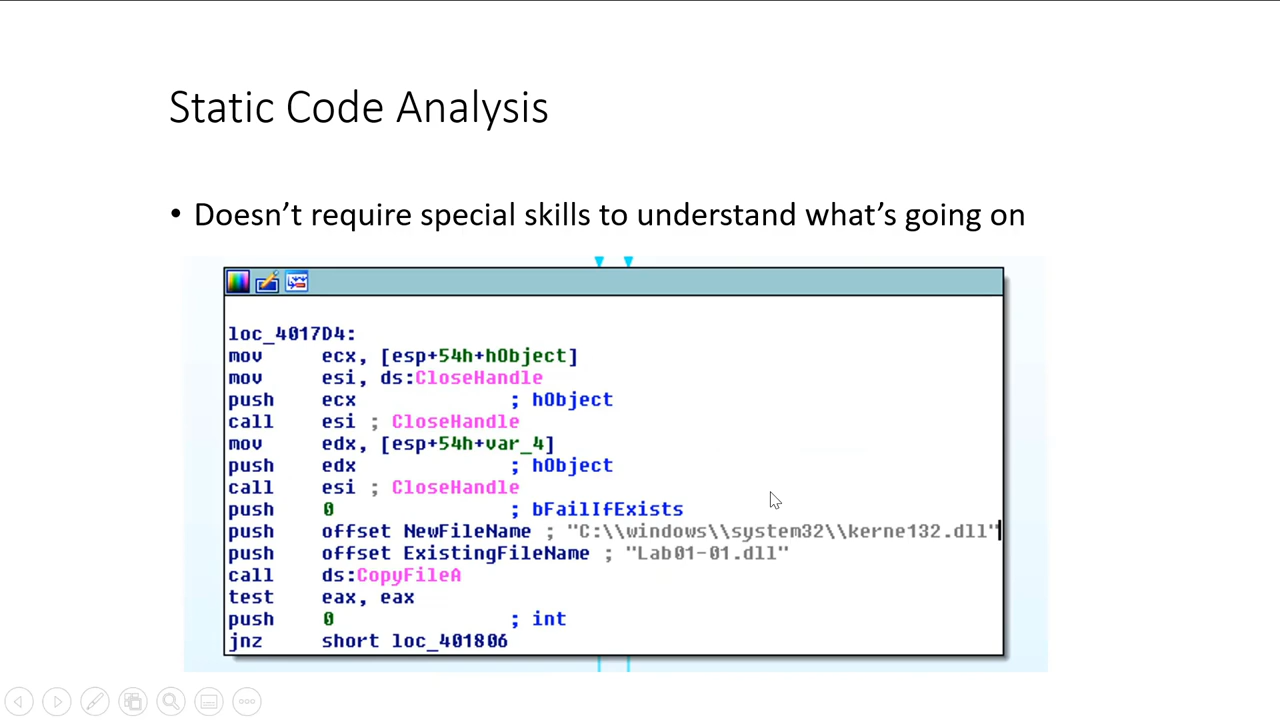 Static Code Analysis
• Doesn’t require special skills to understand what’s going on
loc_4017D4:
mov ecx, [esp+54h+hObject]
mov esi, ds:CloseHandle
push ecx ; hObject
call esi ; CloseHandle
mov edx, [esp+54h+var_4]
push edx ; hObject
call esi ; CloseHandle
push 0 ; bFailIfExists
push offset NewFileName ; "C:\\windows\\system32\\kerne132.dll"
push offset ExistingFileName ; "Lab01-01.dll"
call ds:CopyFileA
test eax, eax
push 0 ; int
jnz short loc_401806